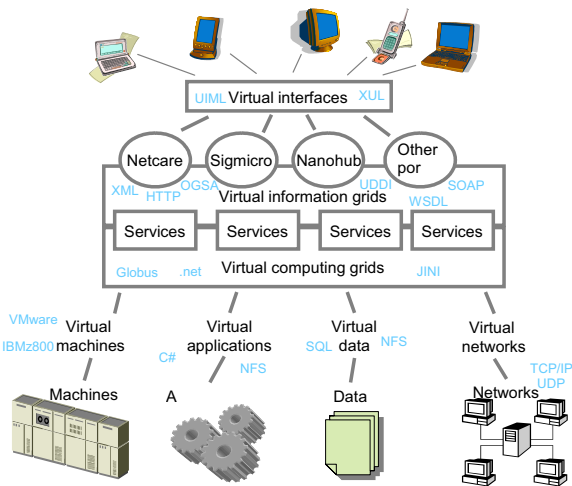 UIML Virtual interfaces XUL
Netcare
Sigmicro
Nanohub
Other
por
XML HTTP OGSA UDDI SOAP
Virtual information grids WSDL
Services Services Services Services
Virtual computing grids
Globus .net JINI
VMware
Virtual
machines
IBMz800
Virtual
applications
C# NFS
Virtual
data
SQL NFS
Virtual
networks
TCP/IP
UDP
Machines A Data Networks